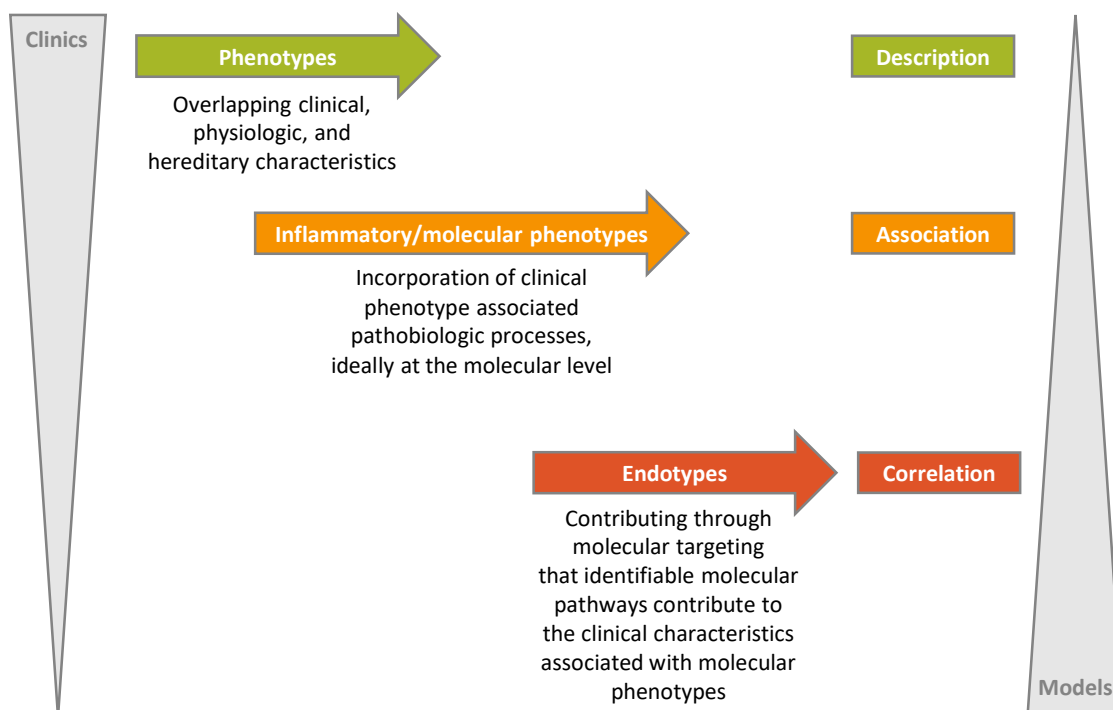 Clinics
Phenotypes
Description
Overlapping clinical,
physiologic, and
hereditary characteristics
Inflammatory/molecular phenotypes
Association
Incorporation of clinical
phenotype associated
pathobiologic processes,
ideally at the molecular level
Endotypes
Correlation
Contributing through
molecular targeting
that identifiable molecular
pathways contribute to
the clinical characteristics
associated with molecular
phenotypes
Models